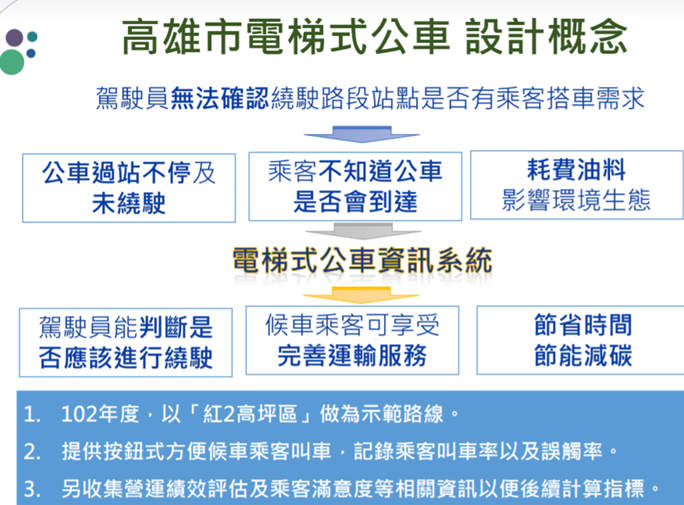 高雄市電梯式公車 設計概念
駕駛員無法確認繞駛路段站點是否有乘客搭車需求
公車過站不停及
未繞駛
乘客不知道公車
是否會到達
耗費油料
影響環境生態
電梯式公車資訊系統
駕駛員能判斷是
否應該進行繞駛
候車乘客可享受
完善運輸服務
節省時間
節能減碳
1. 102年度，以「紅2高坪區」做為示範路線。
2. 提供按鈕式方便候車乘客叫車，記錄乘客叫車率以及誤觸率。
3. 另收集營運績效評估及乘客滿意度等相關資訊以便後續計算指標。